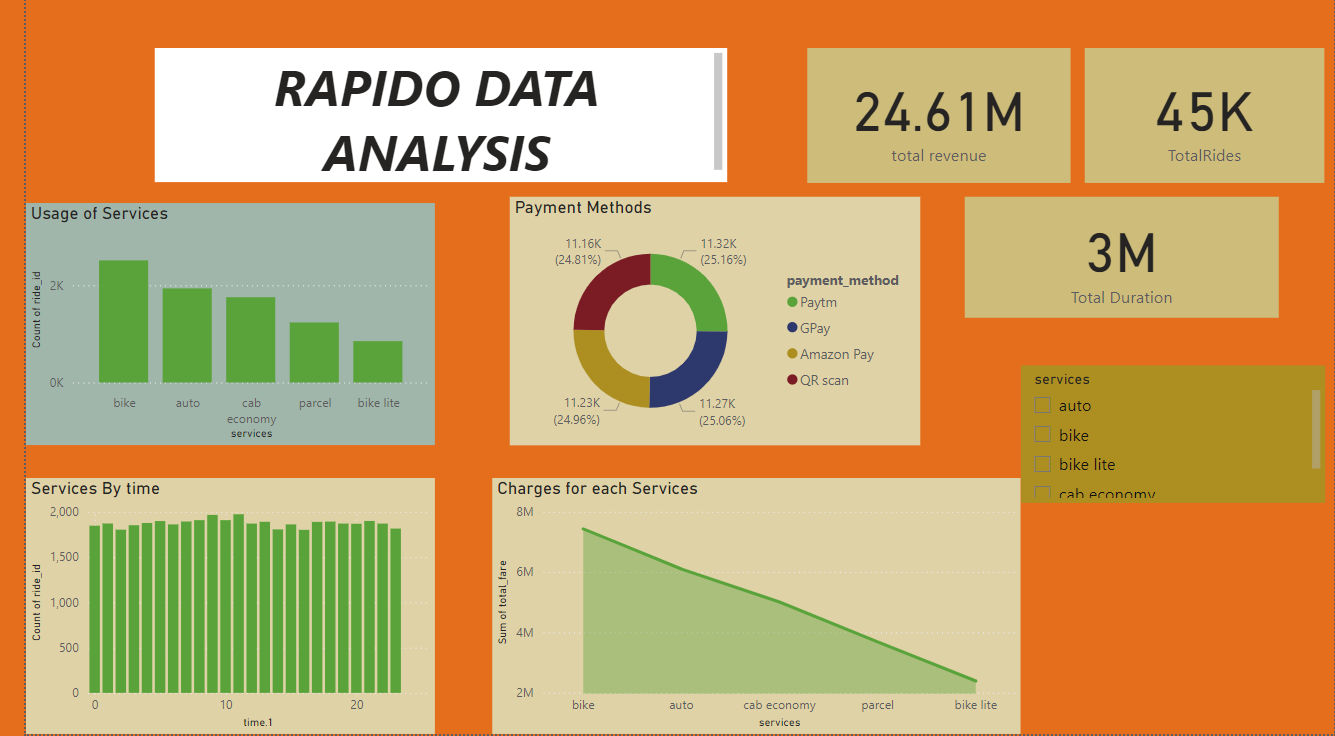 RAPIDO DATA
ANALYSIS
24.61M
total revenue
45K
TotalRides
Usage of Services
Count of ride_id
2K
0K
bike
auto
cab
economy
parcel
bike lite
services
Payment Methods
11.16K
(24.81%)
11.32K
(25.16%)
11.23K
(24.96%)
11.27K
(25.06%)
payment_method
Paytm
GPay
Amazon Pay
QR scan
3M
Total Duration
services
auto
bike
bike lite
cab economy
Services By time
Count of ride_id
2,000
1,500
1,000
500
0
0 10 20
time.1
Charges for each Services
Sum of total_fare
8M
6M
4M
2M
bike auto cab economy parcel bike lite
services